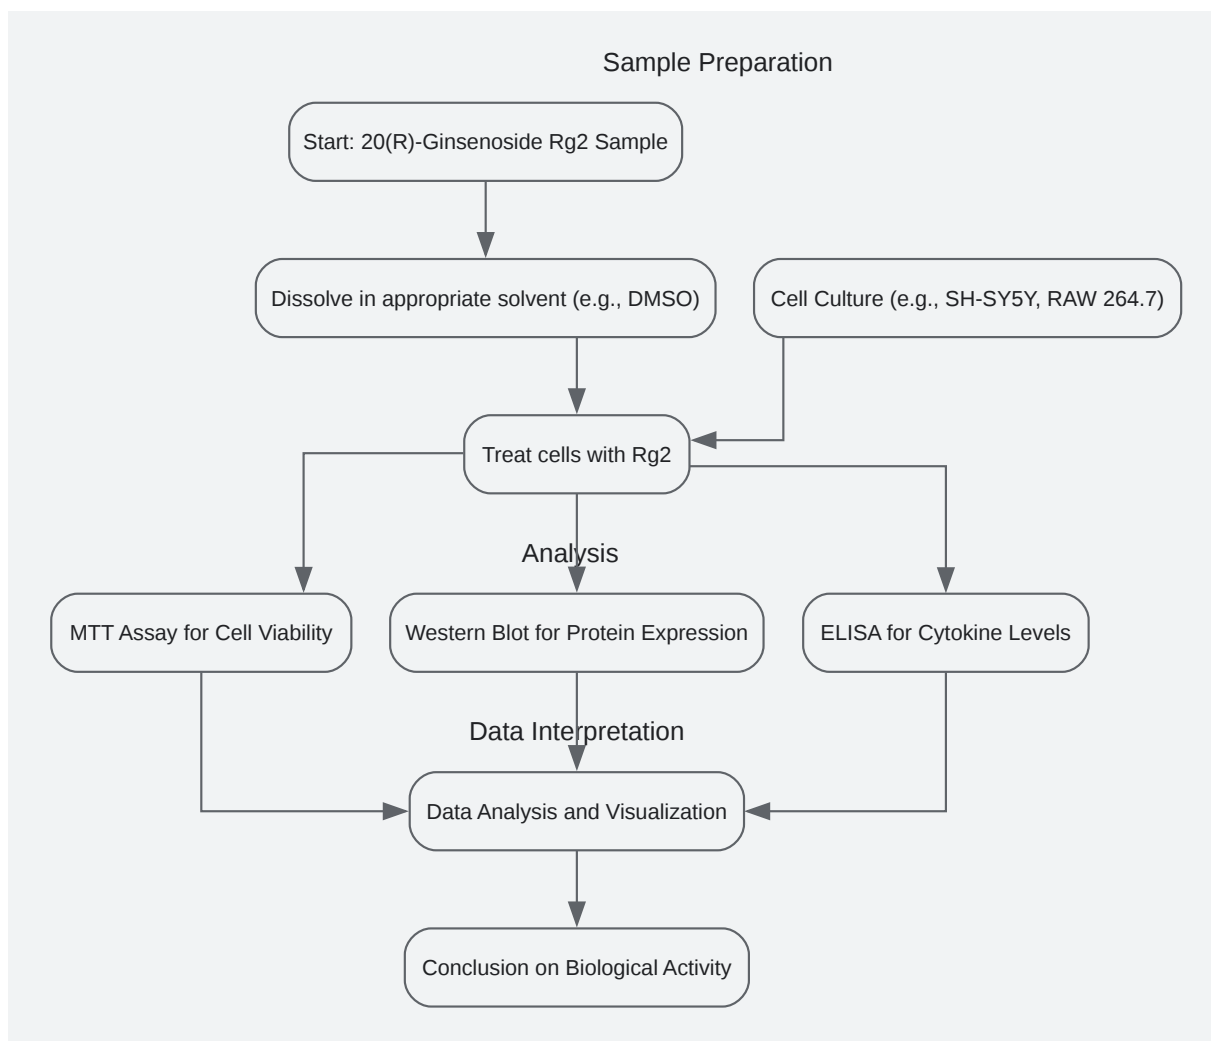 Sample Preparation
Start: 20(R)-Ginsenoside Rg2 Sample
Dissolve in appropriate solvent (e.g., DMSO)
Cell Culture (e.g., SH-SY5Y, RAW 264.7)
Treat cells with Rg2
Analysis
MTT Assay for Cell Viability
Western Blot for Protein Expression
ELISA for Cytokine Levels
Data Interpretation
Data Analysis and Visualization
Conclusion on Biological Activity